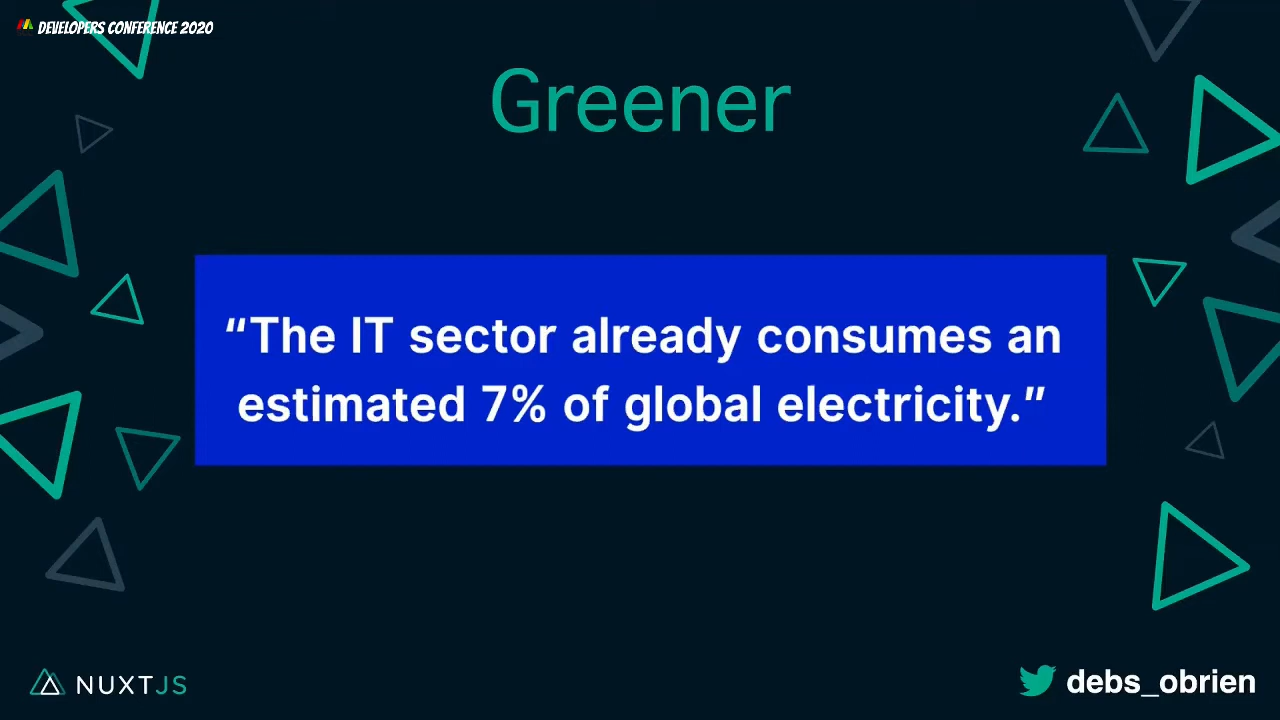 DEVELOPERS CONFERENCE 2020
Greener
“The IT sector already consumes an
estimated 7% of global electricity.”
NUXTJS
debs_obrien